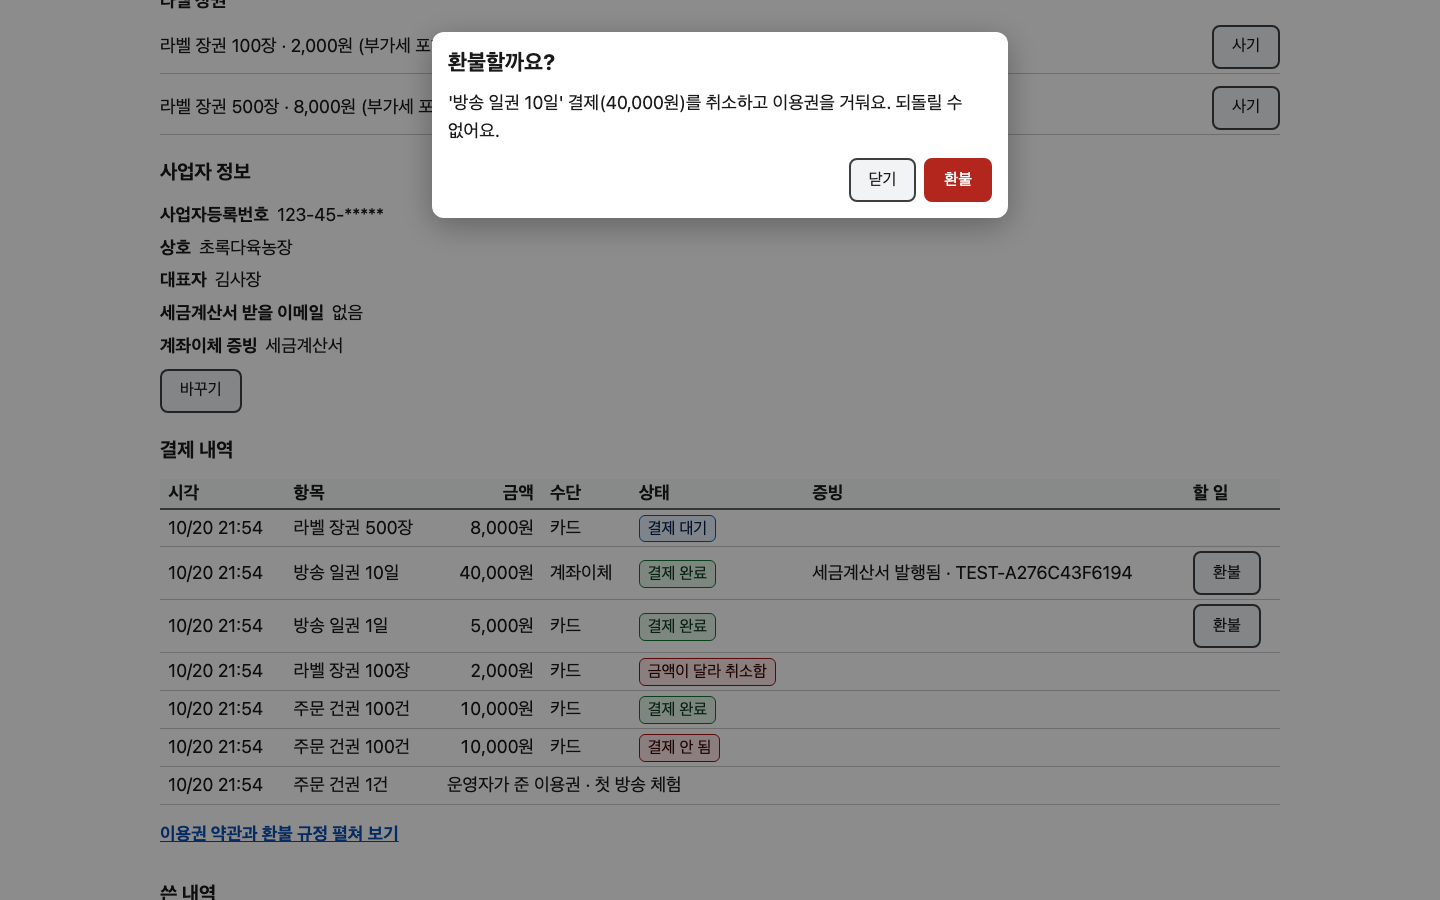 라벨 장권
라벨 장권 100장 · 2,000원 (부가세 포
사기
라벨 장권 500장 · 8,000원 (부가세 포
사기
환불할까요?
'방송 일권 10일' 결제(40,000원)를 취소하고 이용권을 거둬요. 되돌릴 수
없어요.
닫기 환불
사업자 정보
사업자등록번호 123-45-*****
상호 초록다육농장
대표자 김사장
세금계산서 받을 이메일 없음
계좌이체 증빙 세금계산서
바꾸기
결제 내역
시각 항목 금액 수단 상태 증빙 할 일
10/20 21:54 라벨 장권 500장 8,000원 카드 결제 대기
10/20 21:54 방송 일권 10일 40,000원 계좌이체 결제 완료 세금계산서 발행됨 · TEST-A276C43F6194 환불
10/20 21:54 방송 일권 1일 5,000원 카드 결제 완료 환불
10/20 21:54 라벨 장권 100장 2,000원 카드 금액이 달라 취소함
10/20 21:54 주문 건권 100건 10,000원 카드 결제 완료
10/20 21:54 주문 건권 100건 10,000원 카드 결제 안 됨
10/20 21:54 주문 건권 1건 운영자가 준 이용권 · 첫 방송 체험
이용권 약관과 환불 규정 펼쳐 보기
쓴 내역